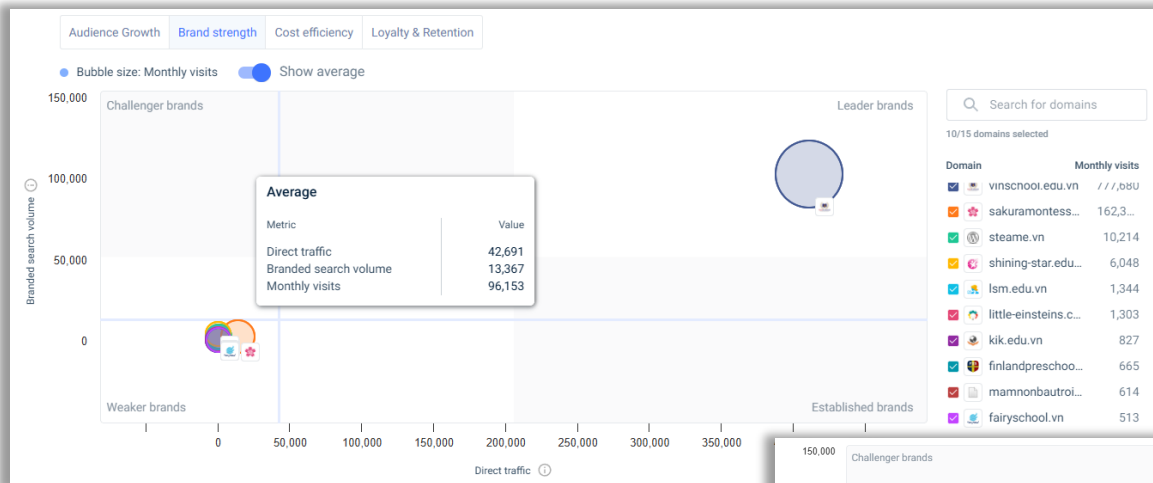 Audience Growth Brand strength Cost efficiency Loyalty & Retention
Bubble size: Monthly visits Show average
150,000
Challenger brands Leader brands
100,000
50,000
0
Branded search volume
Average
Metric Value
Direct traffic 42,691
Branded search volume 13,367
Monthly visits 96,153
Weaker brands Established brands
0 50,000 100,000 150,000 200,000 250,000 300,000 350,000
Direct traffic
Search for domains
10/15 domains selected
Domain Monthly visits
vinschool.edu.vn 777,680
sakuramontess... 162,3...
steame.vn 10,214
shining-star.edu... 6,048
lsm.edu.vn 1,344
little-einsteins.c... 1,303
kik.edu.vn 827
finlandpreschoo... 665
mamnonbautroi... 614
fairyschool.vn 513
150,000
Challenger brands